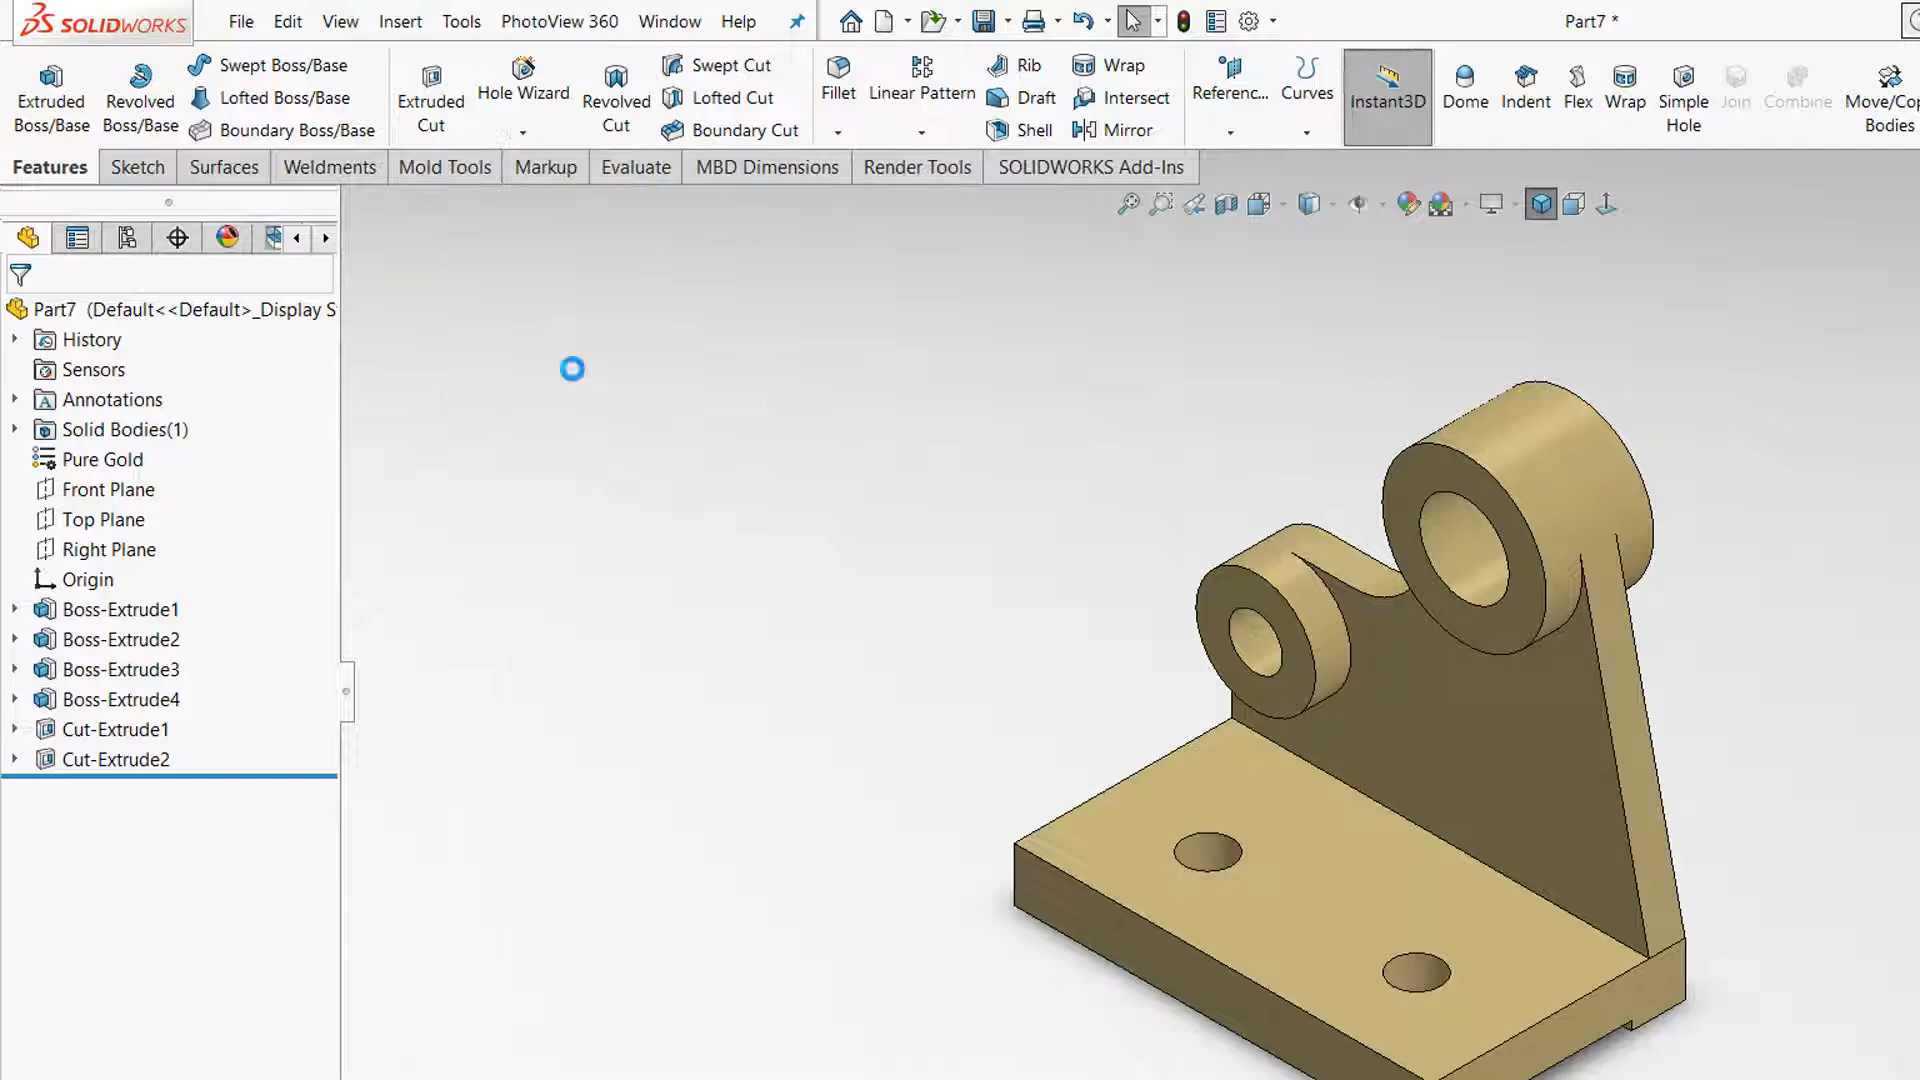 SOLIDWORKS File Edit View Insert Tools PhotoView 360 Window Help Part7 *
Extruded Boss/Base
Revolved Boss/Base
Swept Boss/Base
Lofted Boss/Base
Boundary Boss/Base
Extruded Cut
Hole Wizard
Revolved Cut
Swept Cut
Lofted Cut
Boundary Cut
Fillet
Linear Pattern
Rib
Draft
Shell
Wrap
Intersect
Mirror
Referenc...
Curves
Instant3D
Dome
Indent
Flex
Wrap
Simple Hole
Join
Combine
Move/Cop
Bodies
Features Sketch Surfaces Weldments Mold Tools Markup Evaluate MBD Dimensions Render Tools SOLIDWORKS Add-Ins
Part7 (Default<<Default>_Display S
History
Sensors
Annotations
Solid Bodies(1)
Pure Gold
Front Plane
Top Plane
Right Plane
Origin
Boss-Extrude1
Boss-Extrude2
Boss-Extrude3
Boss-Extrude4
Cut-Extrude1
Cut-Extrude2